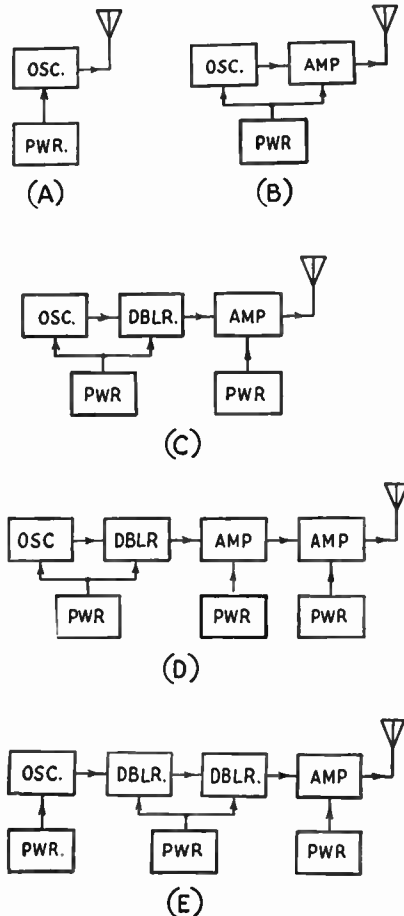 OSC.
PWR.
(A)
OSC. AMP
PWR
(B)
OSC. DBLR. AMP
PWR PWR
(C)
OSC DBLR AMP AMP
PWR PWR PWR
(D)
OSC. DBLR. DBLR. AMP
PWR. PWR PWR
(E)